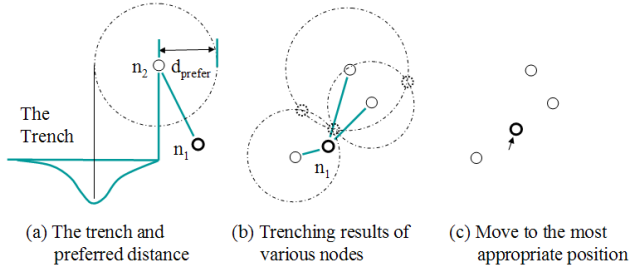 n2 dprefer
The
Trench
n1
n1
(a) The trench and
preferred distance
(b) Trenching results of
various nodes
(c) Move to the most
appropriate position